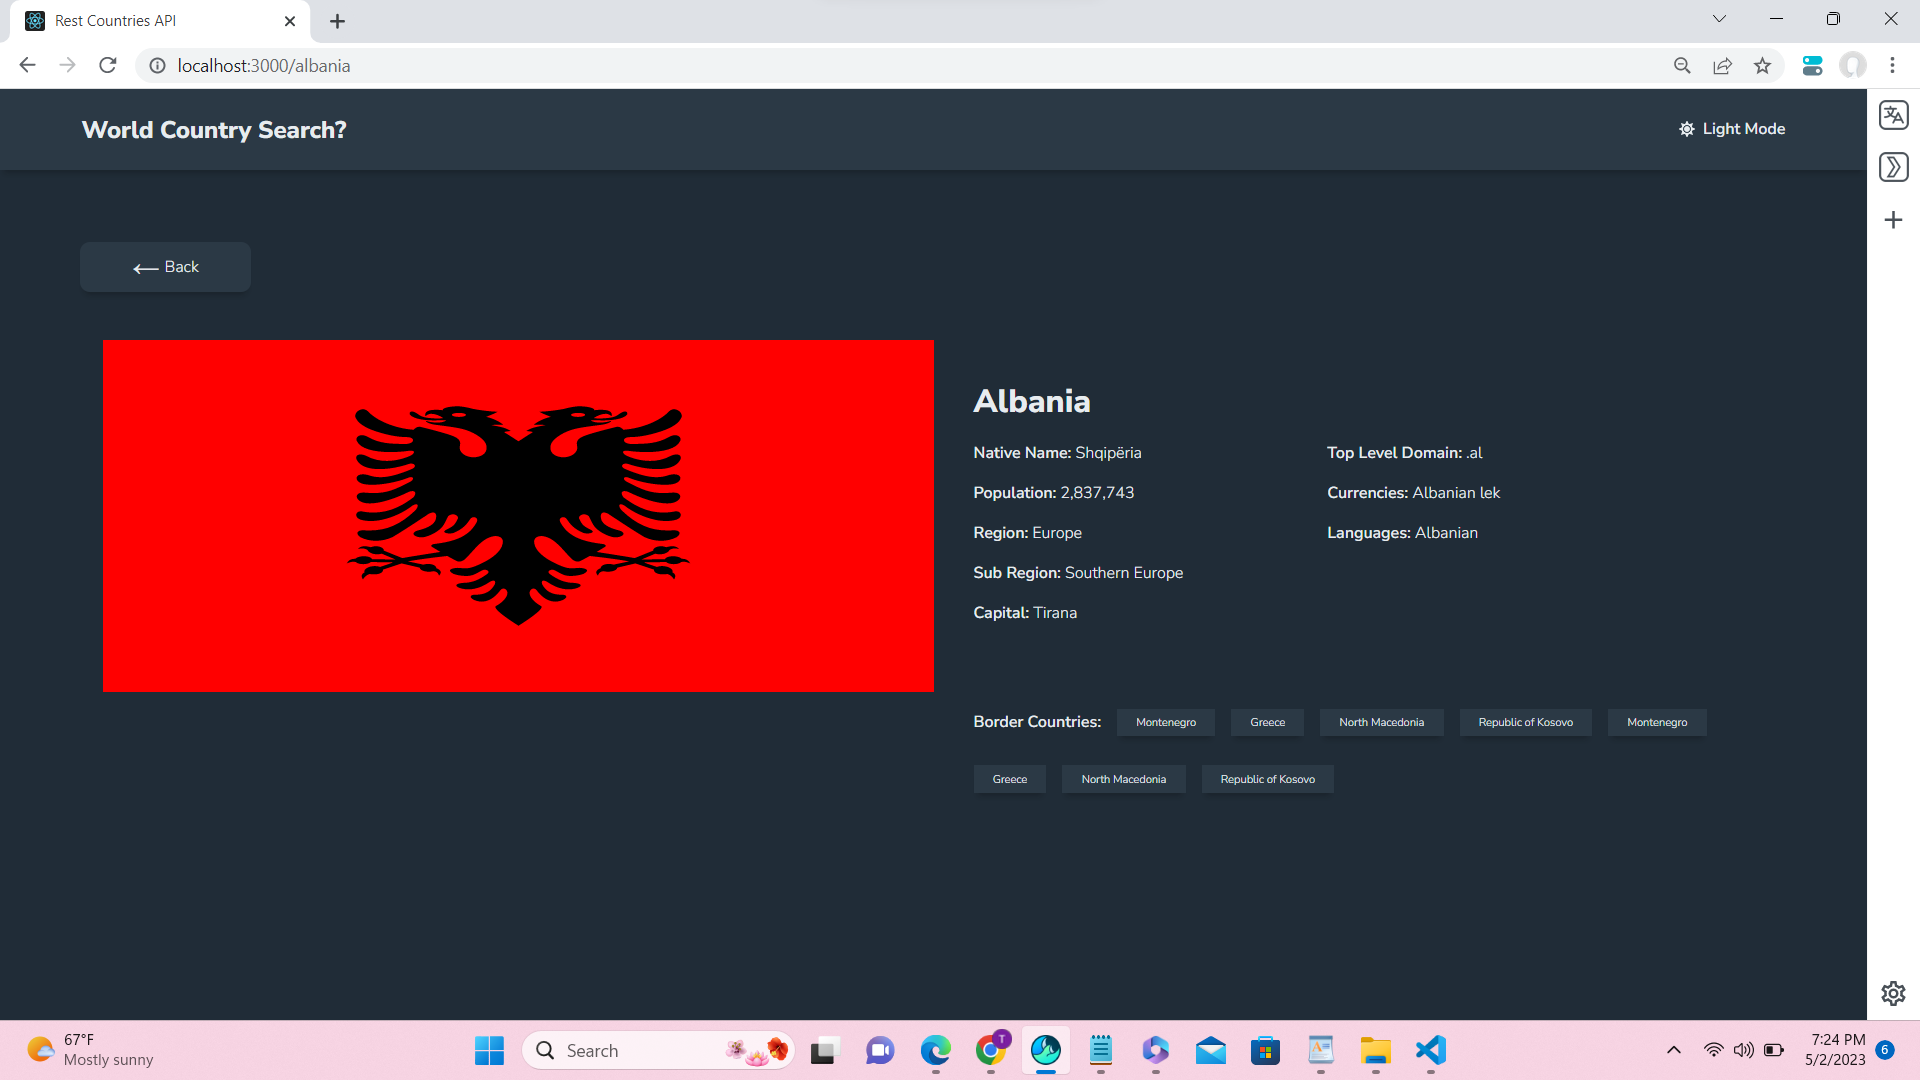 Rest Countries API
localhost:3000/albania
World Country Search?
Light Mode
Back
Albania
Native Name: Shqipëria
Top Level Domain: .al
Population: 2,837,743
Currencies: Albanian lek
Region: Europe
Languages: Albanian
Sub Region: Southern Europe
Capital: Tirana
Border Countries: Montenegro Greece North Macedonia Republic of Kosovo Montenegro
Greece North Macedonia Republic of Kosovo
67°F
Mostly sunny
Search
T
7:24 PM
5/2/2023
6